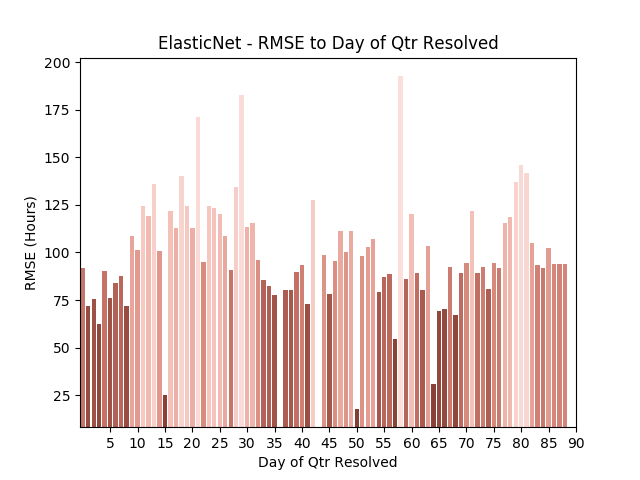 ElasticNet - RMSE to Day of Qtr Resolved
200
175
150
125
100
75
50
25
RMSE (Hours)
5 10 15 20 25 30 35 40 45 50 55 60 65 70 75 80 85 90
Day of Qtr Resolved